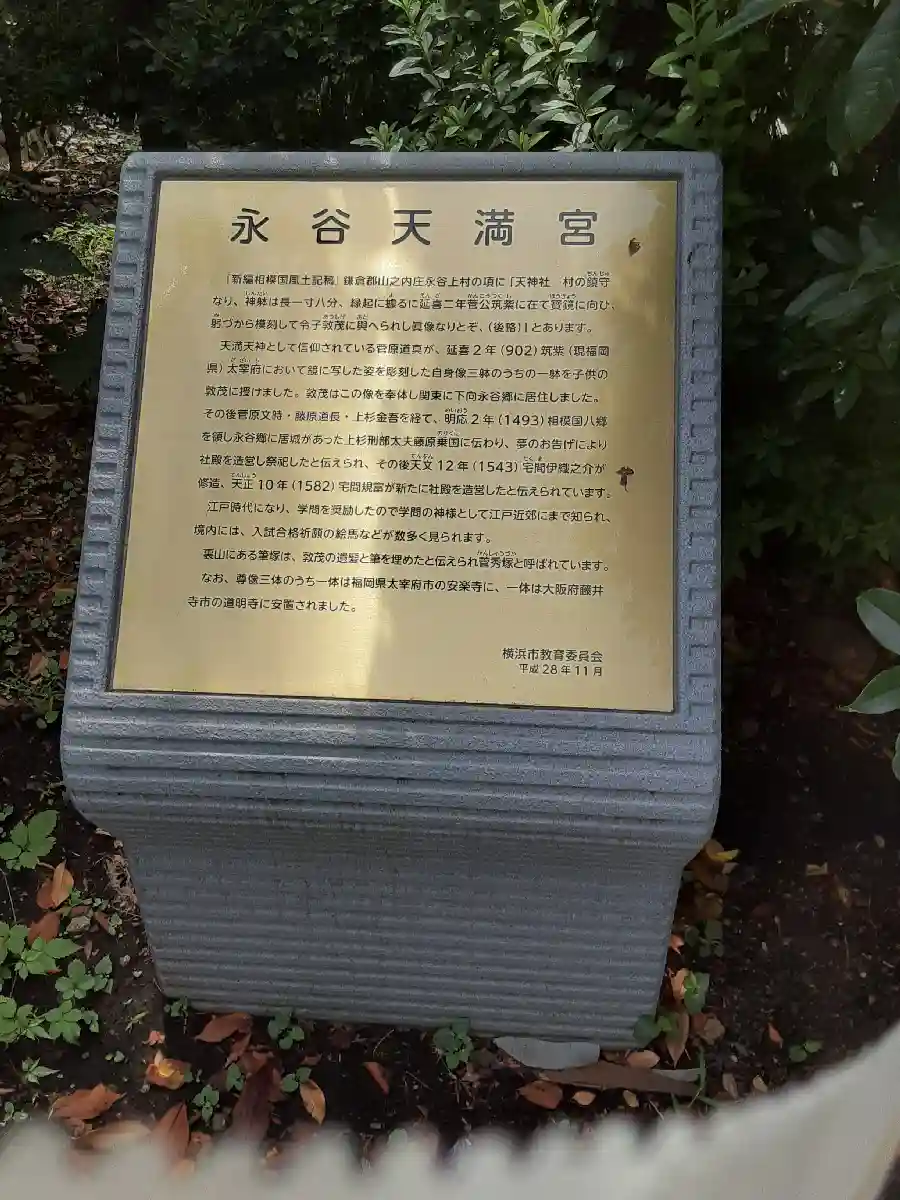 永谷天満宮
「新編相模国風土記稿」鎌倉郡山之内庄永谷上村の項に「天神社 村の鎮守
なり、神躰は長一寸八分、縁起に據るに延喜二年菅公筑紫に在て寶鏡に向ひ、
躬づから模刻して令子敦茂に與へられし眞像なりとぞ、(後略)」とあります。
天満天神として信仰されている菅原道真が、延喜2年(902)筑紫(現福岡
県)太宰府において鏡に写した姿を彫刻した自身像三躰のうちの一躰を子供の
敦茂に授けました。敦茂はこの像を奉体し関東に下向永谷郷に居住しました。
その後菅原文時・藤原道長・上杉金吾を経て、明応2年(1493)相模国八郷
を領し永谷郷に居城があった上杉刑部太夫藤原乗国に伝わり、夢のお告げにより
社殿を造営し祭祀したと伝えられ、その後天文12年(1543)宅間伊織之介が
修造、天正10年(1582)宅間規富が新たに社殿を造営したと伝えられています。
江戸時代になり、学問を奨励したので学問の神様として江戸近郊にまで知られ、
境内には、入試合格祈願の絵馬などが数多く見られます。
裏山にある筆塚は、敦茂の遺髪と筆を埋めたと伝えられ菅秀塚と呼ばれています。
なお、尊像三体のうち一体は福岡県太宰府市の安楽寺に、一体は大阪府藤井
寺市の道明寺に安置されました。
横浜市教育委員会
平成28年11月